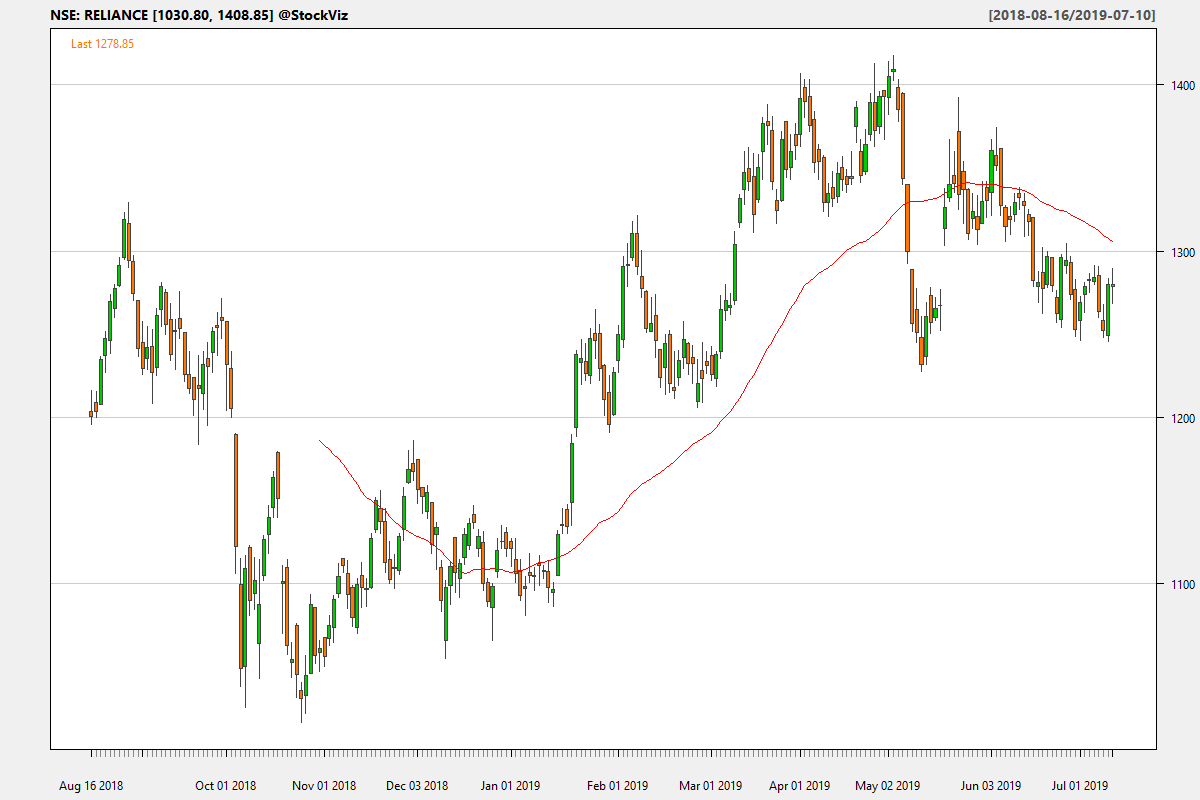 NSE: RELIANCE [1030.80, 1408.85] @StockViz [2018-08-16/2019-07-10]
Last 1278.85
1400
1300
1200
1100
Aug 16 2018 Oct 01 2018 Nov 01 2018 Dec 03 2018 Jan 01 2019 Feb 01 2019 Mar 01 2019 Apr 01 2019 May 02 2019 Jun 03 2019 Jul 01 2019